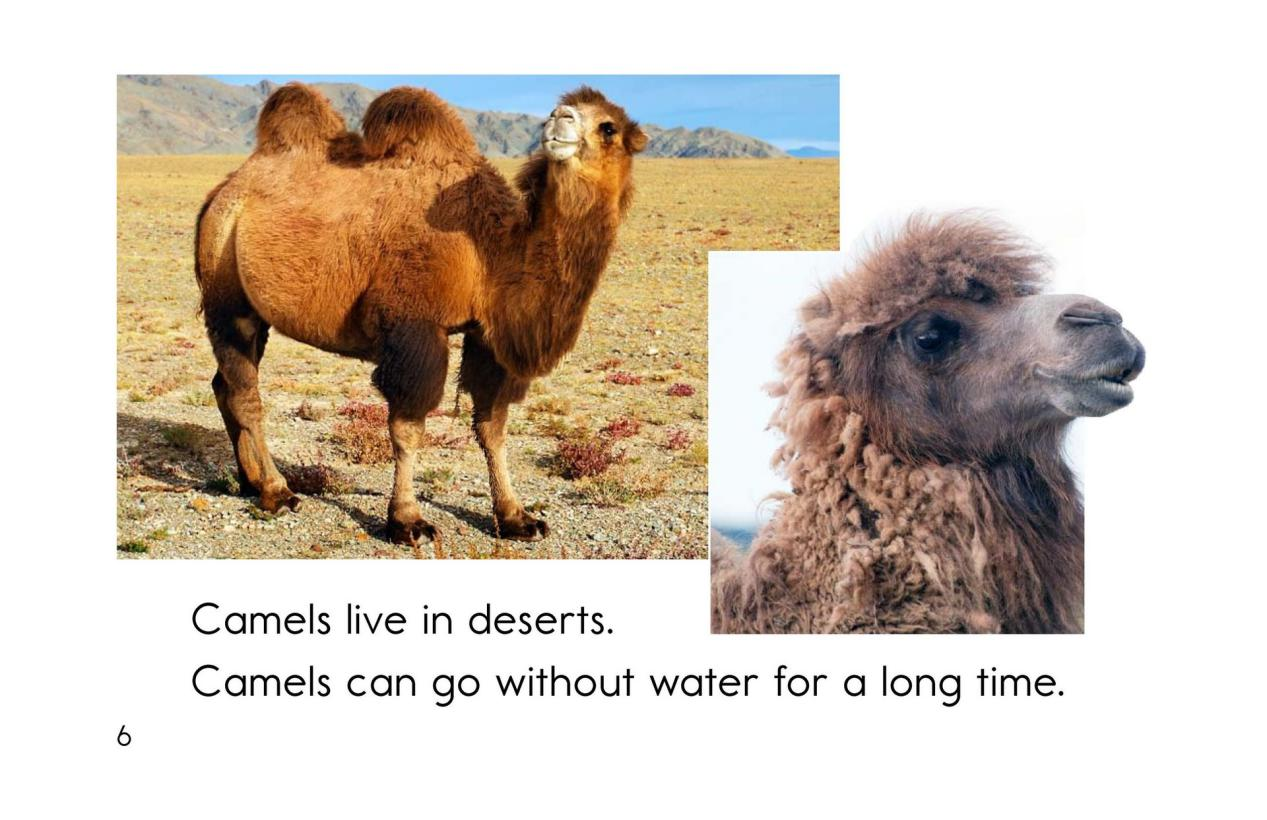 Camels live in deserts.
Camels can go without water for a long time.
6